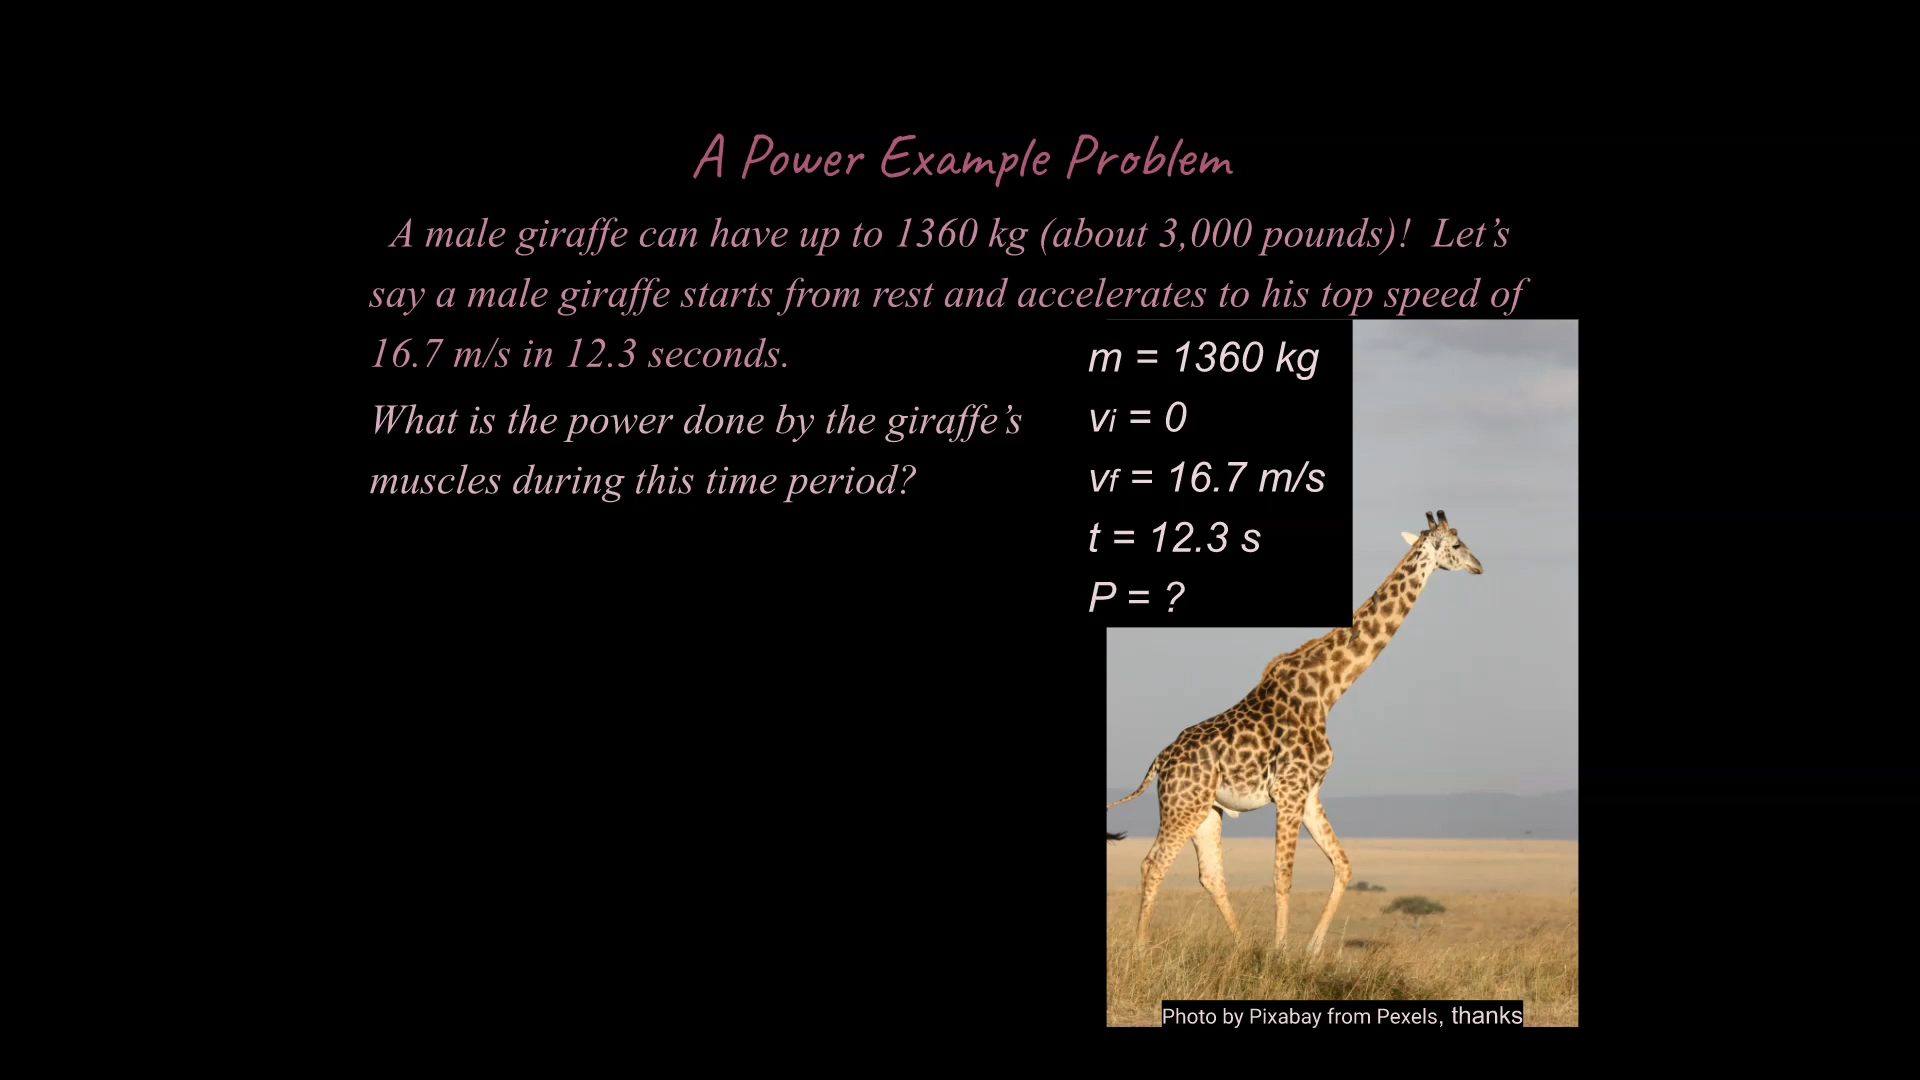 A Power Example Problem
A male giraffe can have up to 1360 kg (about 3,000 pounds)! Let’s
say a male giraffe starts from rest and accelerates to his top speed of
16.7 m/s in 12.3 seconds.
What is the power done by the giraffe’s
muscles during this time period?
m = 1360 kg
vi = 0
vf = 16.7 m/s
t = 12.3 s
P = ?
Photo by Pixabay from Pexels, thanks